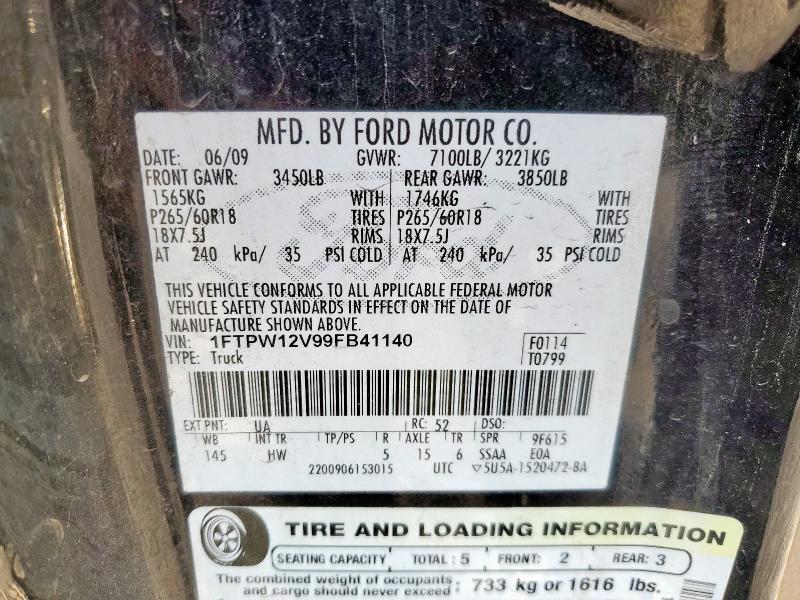 MFD. BY FORD MOTOR CO.
DATE: 06/09 GVWR: 7100LB/ 3221KG
FRONT GAWR: 3450LB REAR GAWR: 3850LB
1565KG WITH 1746KG WITH
P265/60R18 TIRES P265/60R18 TIRES
18X7.5J RIMS 18X7.5J RIMS
AT 240 kPa/ 35 PSI COLD AT 240 kPa/ 35 PSI COLD
THIS VEHICLE CONFORMS TO ALL APPLICABLE FEDERAL MOTOR
VEHICLE SAFETY STANDARDS IN EFFECT ON THE DATE OF
MANUFACTURE SHOWN ABOVE.
VIN: 1FTPW12V99FB41140 F0114
TYPE: Truck T0799
EXT PNT: UA RC: 52 DSO:
WB INT TR TP/PS R AXLE TR SPR 9F615
145 HW 5 15 6 SSAA E0A
2200906153015 UTC ▽5U5A-1520472-BA
TIRE AND LOADING INFORMATION
SEATING CAPACITY TOTAL : 5 FRONT: 2 REAR: 3
The combined weight of occupants
and cargo should never exceed : 733 kg or 1616 lbs.